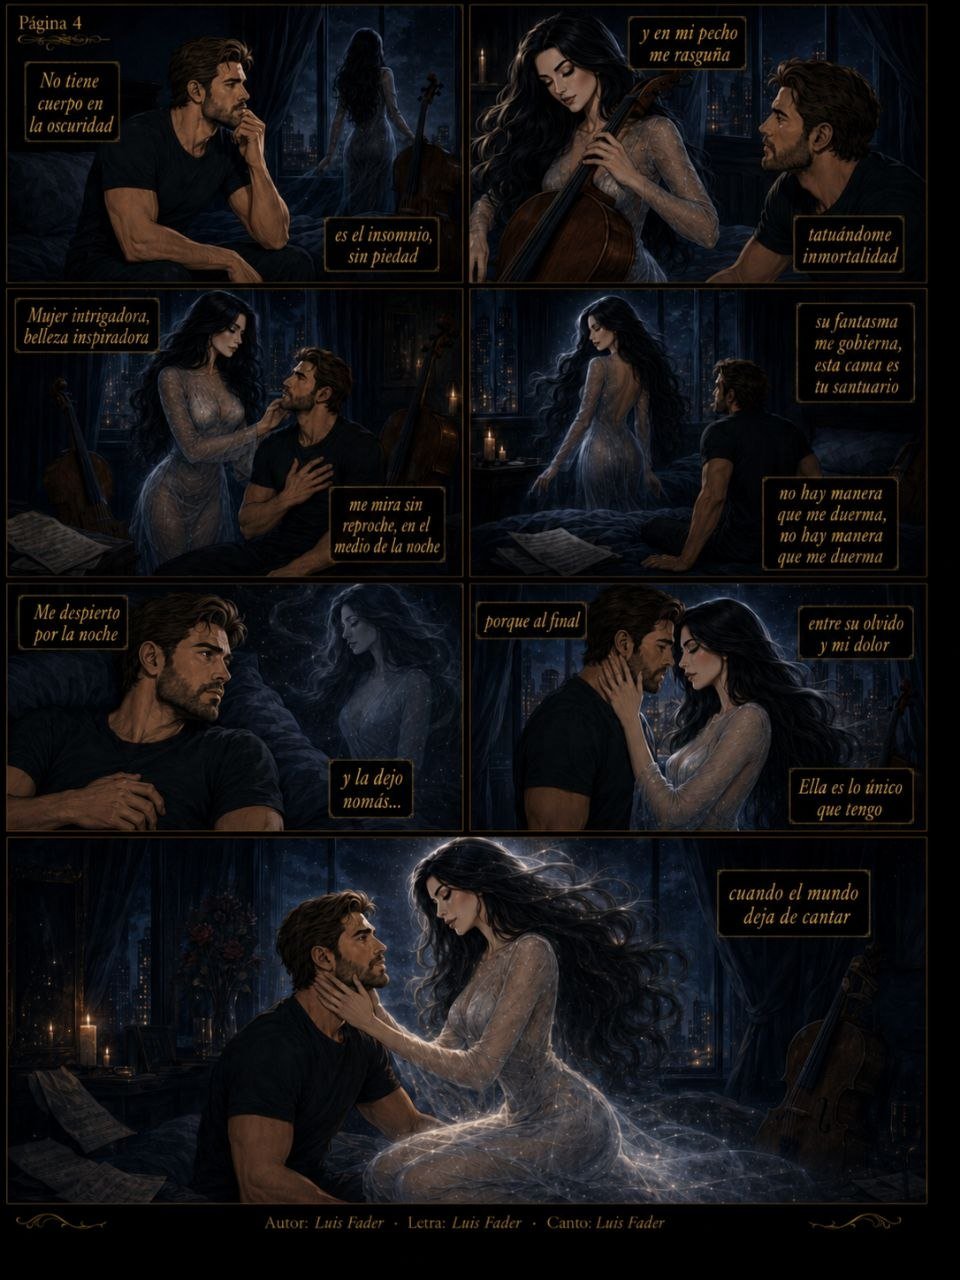 Página 4
No tiene
cuerpo en
la oscuridad
es el insomnio,
sin piedad
y en mi pecho
me rasguña
tatuándome
inmortalidad
Mujer intrigadora,
belleza inspiradora
me mira sin
reproche, en el
medio de la noche
su fantasma
me gobierna,
esta cama es
tu santuario
no hay manera
que me duerma,
no hay manera
que me duerma
Me despierto
por la noche
y la dejo
nomás...
porque al final
entre su olvido
y mi dolor
Ella es lo único
que tengo
cuando el mundo
deja de cantar
Autor: Luis Fader · Letra: Luis Fader · Canto: Luis Fader